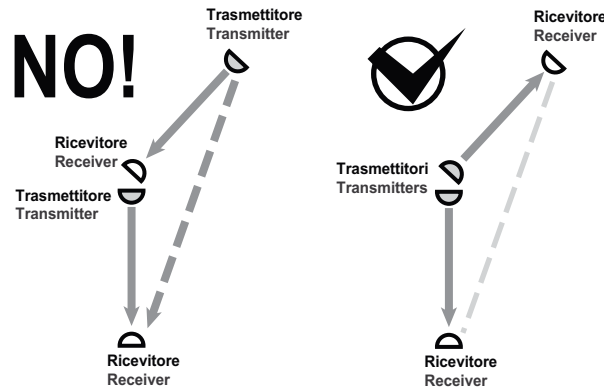 NO!
Trasmettitore
Transmitter
Ricevitore
Receiver
Trasmettitore
Transmitter
Ricevitore
Receiver
Ricevitore
Receiver
Trasmettitori
Transmitters
Ricevitore
Receiver